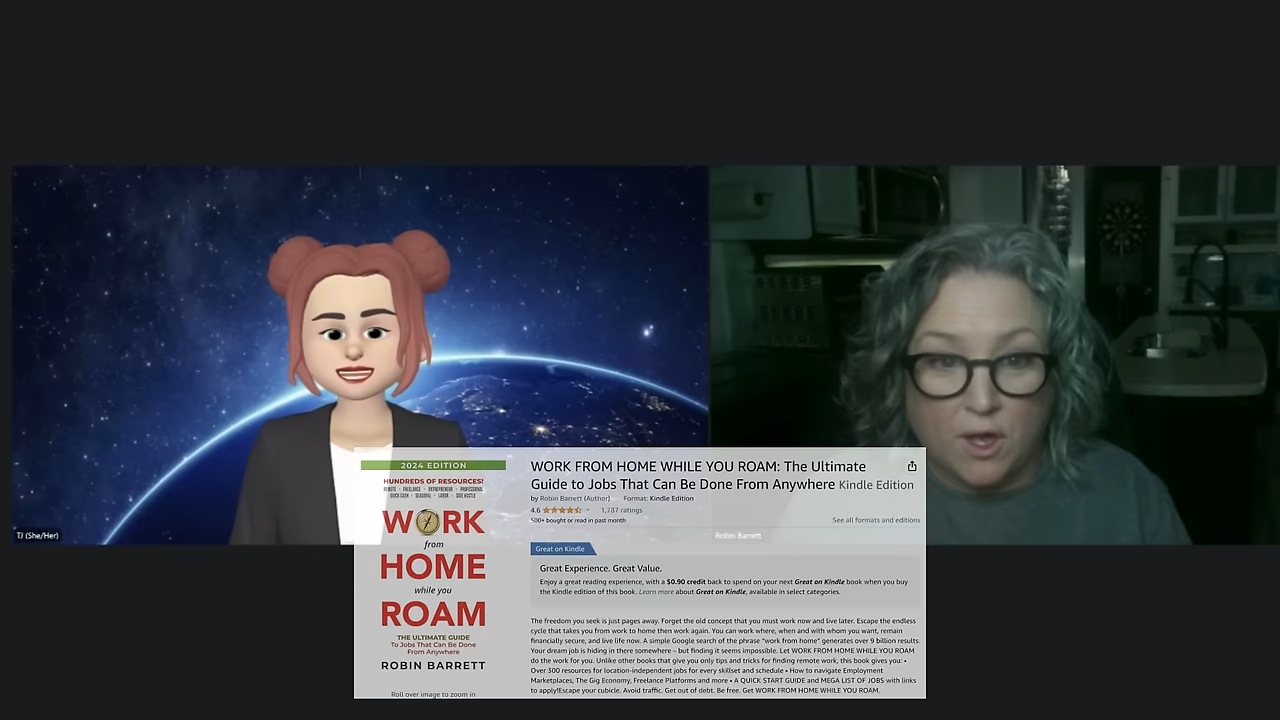 TJ (She/Her)
Robin Barrett
2024 EDITION
HUNDREDS OF RESOURCES!
REMOTE • FREELANCE • ENTREPRENEUR • PROFESSIONAL
QUICK CASH • SEASONAL • LABOR • SIDE HUSTLE
WORK
from
HOME
while you
ROAM
THE ULTIMATE GUIDE
To Jobs That Can Be Done
From Anywhere
ROBIN BARRETT
Roll over image to zoom in
WORK FROM HOME WHILE YOU ROAM: The Ultimate
Guide to Jobs That Can Be Done From Anywhere Kindle Edition
by Robin Barrett (Author) Format: Kindle Edition
4.6 1,787 ratings
500+ bought or read in past month
See all formats and editions
Great on Kindle
Great Experience. Great Value.
Enjoy a great reading experience, with a $0.90 credit back to spend on your next Great on Kindle book when you buy
the Kindle edition of this book. Learn more about Great on Kindle, available in select categories.
The freedom you seek is just pages away. Forget the old concept that you must work now and live later. Escape the endless
cycle that takes you from work to home then work again. You can work where, when and with whom you want, remain
financially secure, and live life now. A simple Google search of the phrase "work from home" generates over 9 billion results.
Your dream job is hiding in there somewhere – but finding it seems impossible. Let WORK FROM HOME WHILE YOU ROAM
do the work for you. Unlike other books that give you only tips and tricks for finding remote work, this book gives you: •
Over 300 resources for location-independent jobs for every skillset and schedule • How to navigate Employment
Marketplaces, The Gig Economy, Freelance Platforms and more • A QUICK START GUIDE and MEGA LIST OF JOBS with links
to apply!Escape your cubicle. Avoid traffic. Get out of debt. Be free. Get WORK FROM HOME WHILE YOU ROAM.